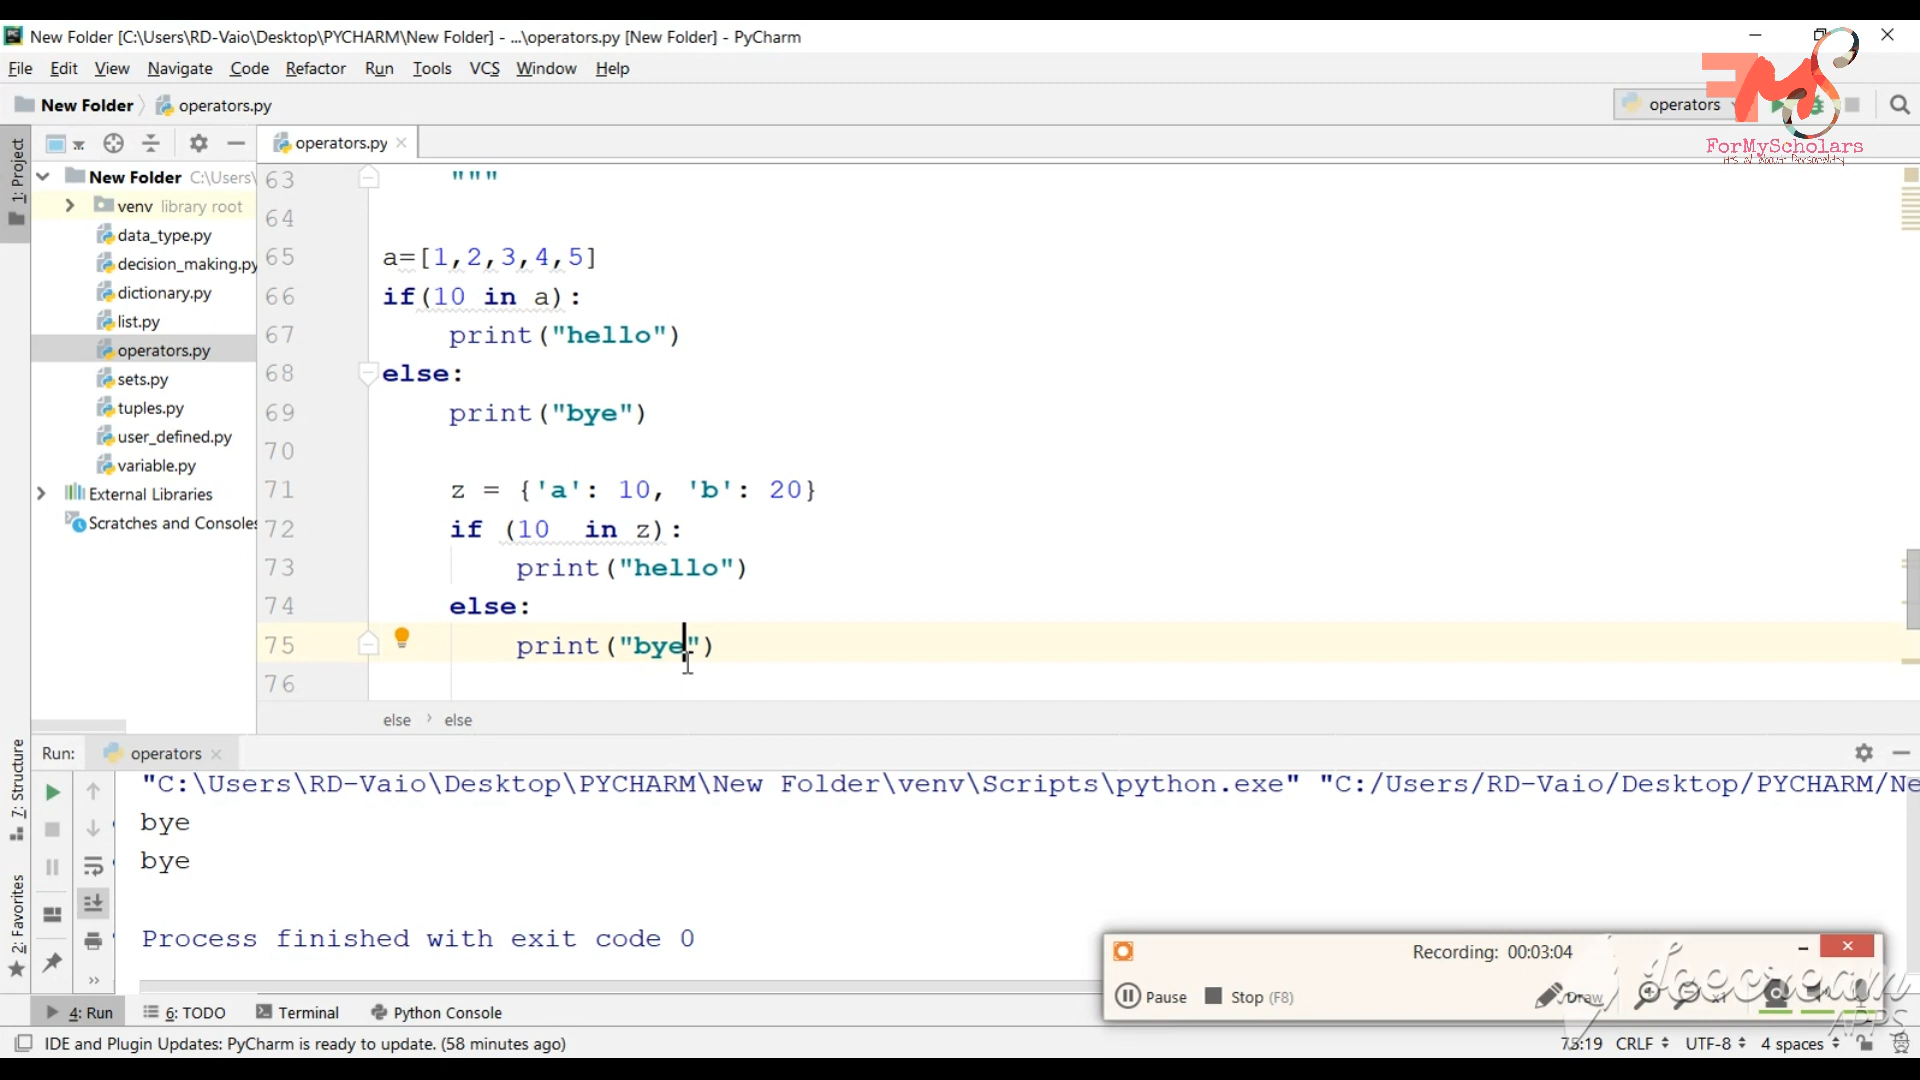 New Folder [C:\Users\RD-Vaio\Desktop\PYCHARM\New Folder] - ...\operators.py [New Folder] - PyCharm
File Edit View Navigate Code Refactor Run Tools VCS Window Help
New Folder operators.py operators
ForMyScholars
1: Project
operators.py
New Folder C:\Users\
venv library root
data_type.py
decision_making.py
dictionary.py
list.py
operators.py
sets.py
tuples.py
user_defined.py
variable.py
External Libraries
Scratches and Consoles
63 """
64
65 a=[1,2,3,4,5]
66 if(10 in a):
67 print("hello")
68 else:
69 print("bye")
70
71 z = {'a': 10, 'b': 20}
72 if (10  in z):
73 print("hello")
74 else:
75 print("bye")
76
else else
Run: operators
7: Structure
2: Favorites
"C:\Users\RD-Vaio\Desktop\PYCHARM\New Folder\venv\Scripts\python.exe" "C:/Users/RD-Vaio/Desktop/PYCHARM/Ne
bye
bye
Process finished with exit code 0
Recording: 00:03:04
Pause Stop (F8) Draw x1
Icecream
APPS
4: Run 6: TODO Terminal Python Console
IDE and Plugin Updates: PyCharm is ready to update. (58 minutes ago)
75:19 CRLF UTF-8 4 spaces